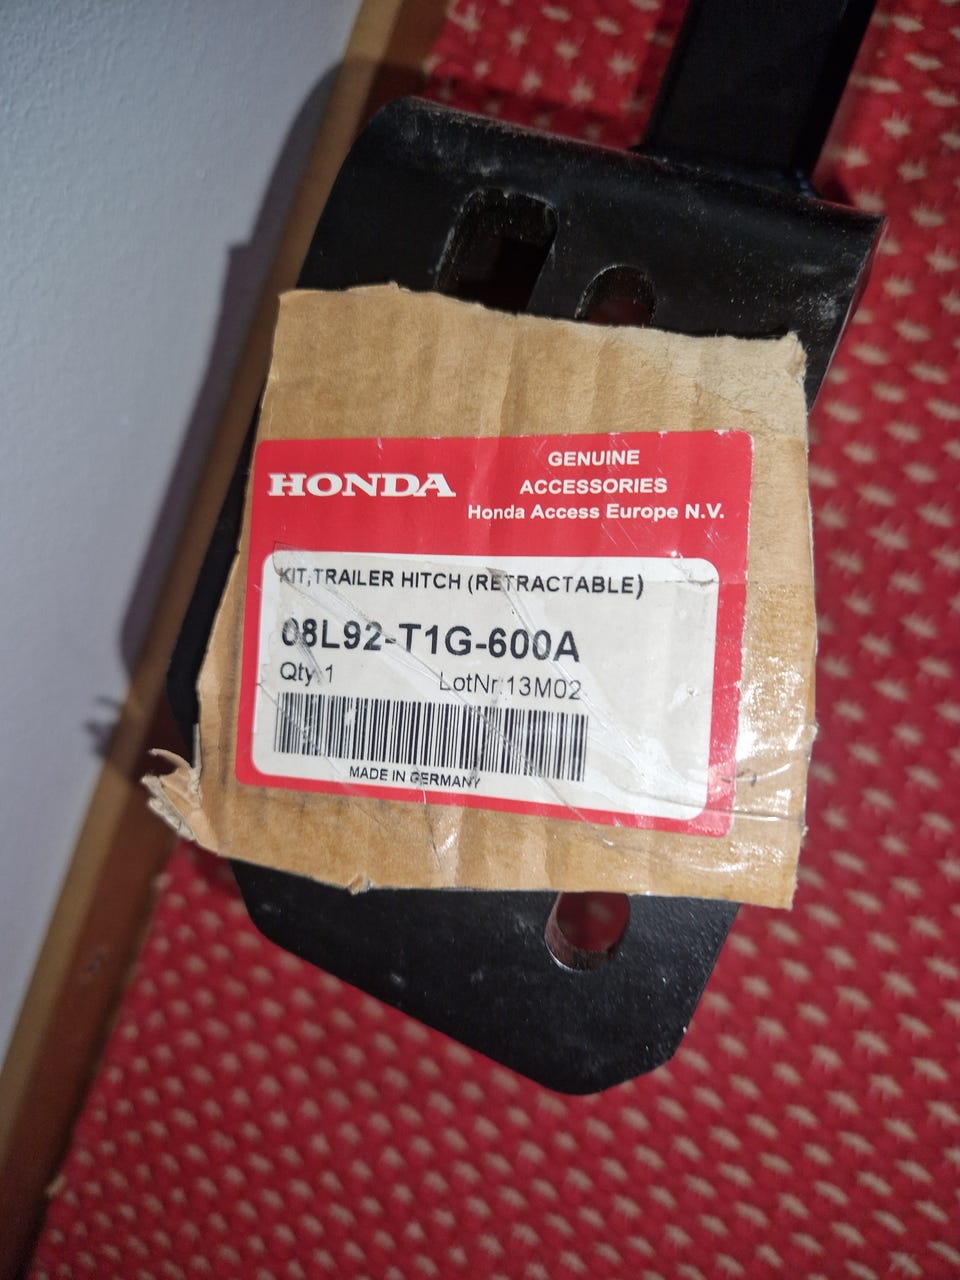 HONDA
GENUINE
ACCESSORIES
Honda Access Europe N.V.
KIT,TRAILER HITCH (RETRACTABLE)
08L92-T1G-600A
Qty:1 LotNr:13M02
MADE IN GERMANY